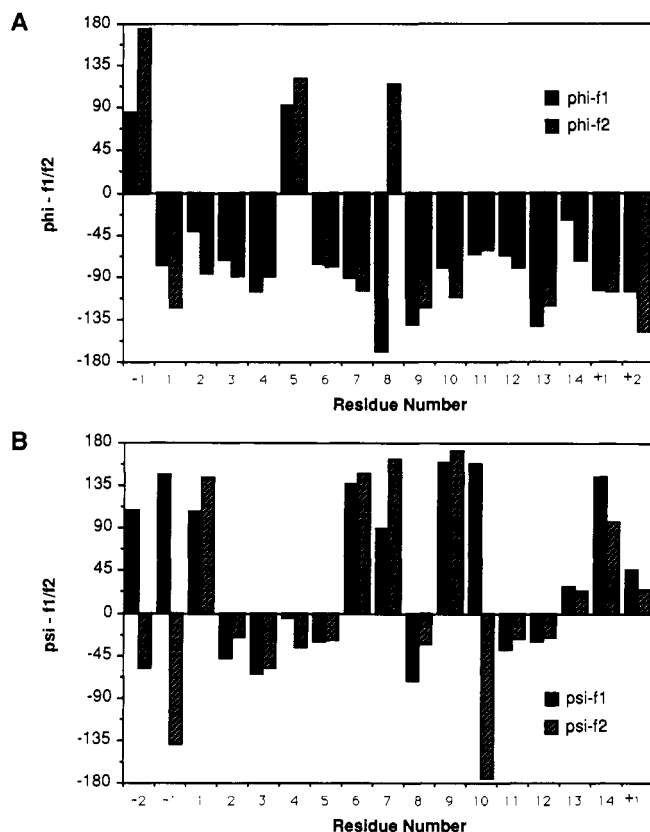 A
phi - f1/f2
180
135
90
45
0
-45
-90
-135
-180
phi-f1
phi-f2
-1 1 2 3 4 5 6 7 8 9 10 11 12 13 14 +1 +2
Residue Number
B
psi - f1/f2
180
135
90
45
0
-45
-90
-135
-180
psi-f1
psi-f2
-2 -1 1 2 3 4 5 6 7 8 9 10 11 12 13 14 +1
Residue Number